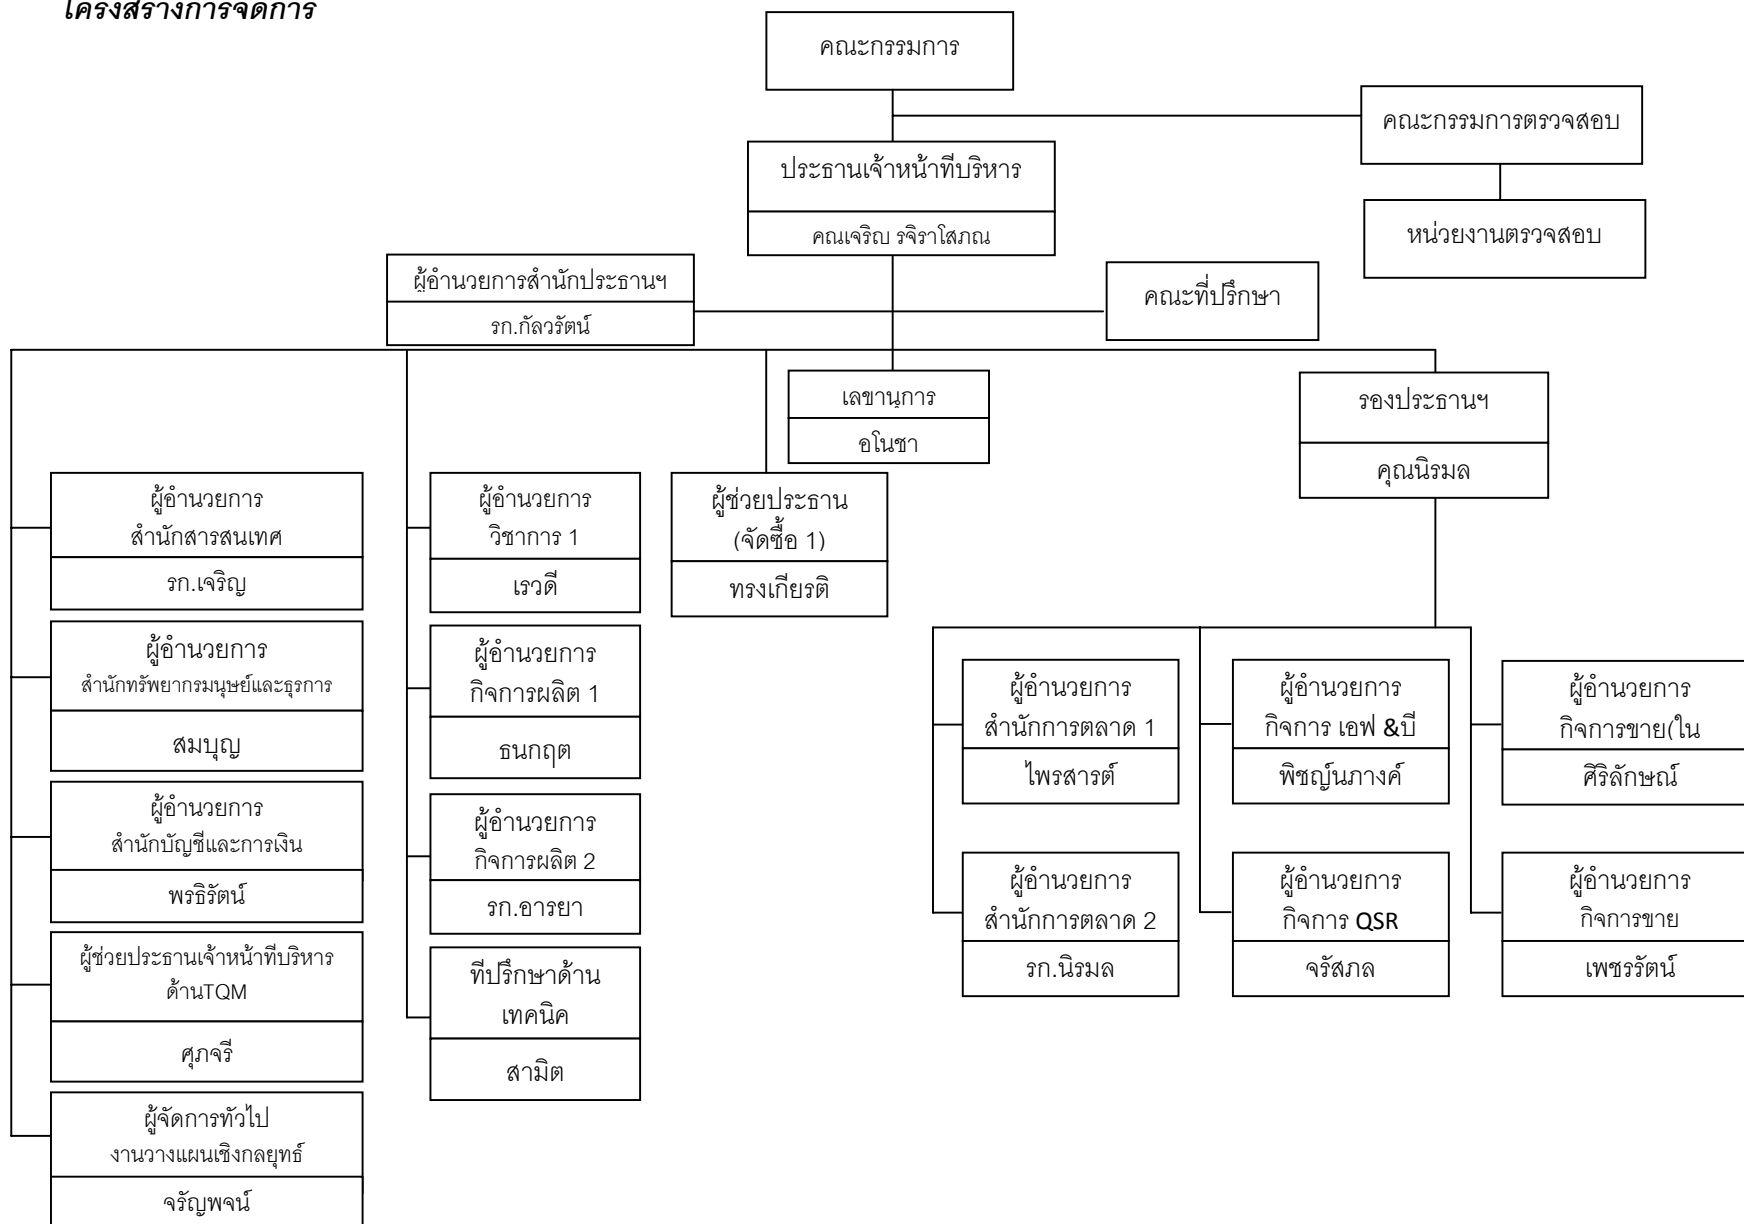 โครงสร้างการจัดการ
คณะกรรมการ
คณะกรรมการตรวจสอบ
ประธานเจ้าหน้าที่บริหาร
คุณเจริญ รุจิราโสภณ
หน่วยงานตรวจสอบ
ผู้อำนวยการสำนักประธานฯ
รก.กัลวรัตน์
คณะที่ปรึกษา
เลขานุการ
อโนชา
รองประธานฯ
คุณนิรมล
ผู้อำนวยการ
สำนักสารสนเทศ
รก.เจริญ
ผู้อำนวยการ
สำนักทรัพยากรมนุษย์และธุรการ
สมบุญ
ผู้อำนวยการ
สำนักบัญชีและการเงิน
พรธิรัตน์
ผู้ช่วยประธานเจ้าหน้าที่บริหาร
ด้านTQM
ศุภจรี
ผู้จัดการทั่วไป
งานวางแผนเชิงกลยุทธ์
จรัญพจน์
ผู้อำนวยการ
วิชาการ 1
เรวดี
ผู้อำนวยการ
กิจการผลิต 1
ธนกฤต
ผู้อำนวยการ
กิจการผลิต 2
รก.อารยา
ที่ปรึกษาด้าน
เทคนิค
สามิต
ผู้ช่วยประธาน
(จัดซื้อ 1)
ทรงเกียรติ
ผู้อำนวยการ
สำนักการตลาด 1
ไพรสารต์
ผู้อำนวยการ
สำนักการตลาด 2
รก.นิรมล
ผู้อำนวยการ
กิจการ เอฟ &บี
พิชญ์นภางค์
ผู้อำนวยการ
กิจการ QSR
จรัสภล
ผู้อำนวยการ
กิจการขาย(ใน
ศิริลักษณ์
ผู้อำนวยการ
กิจการขาย
เพชรรัตน์